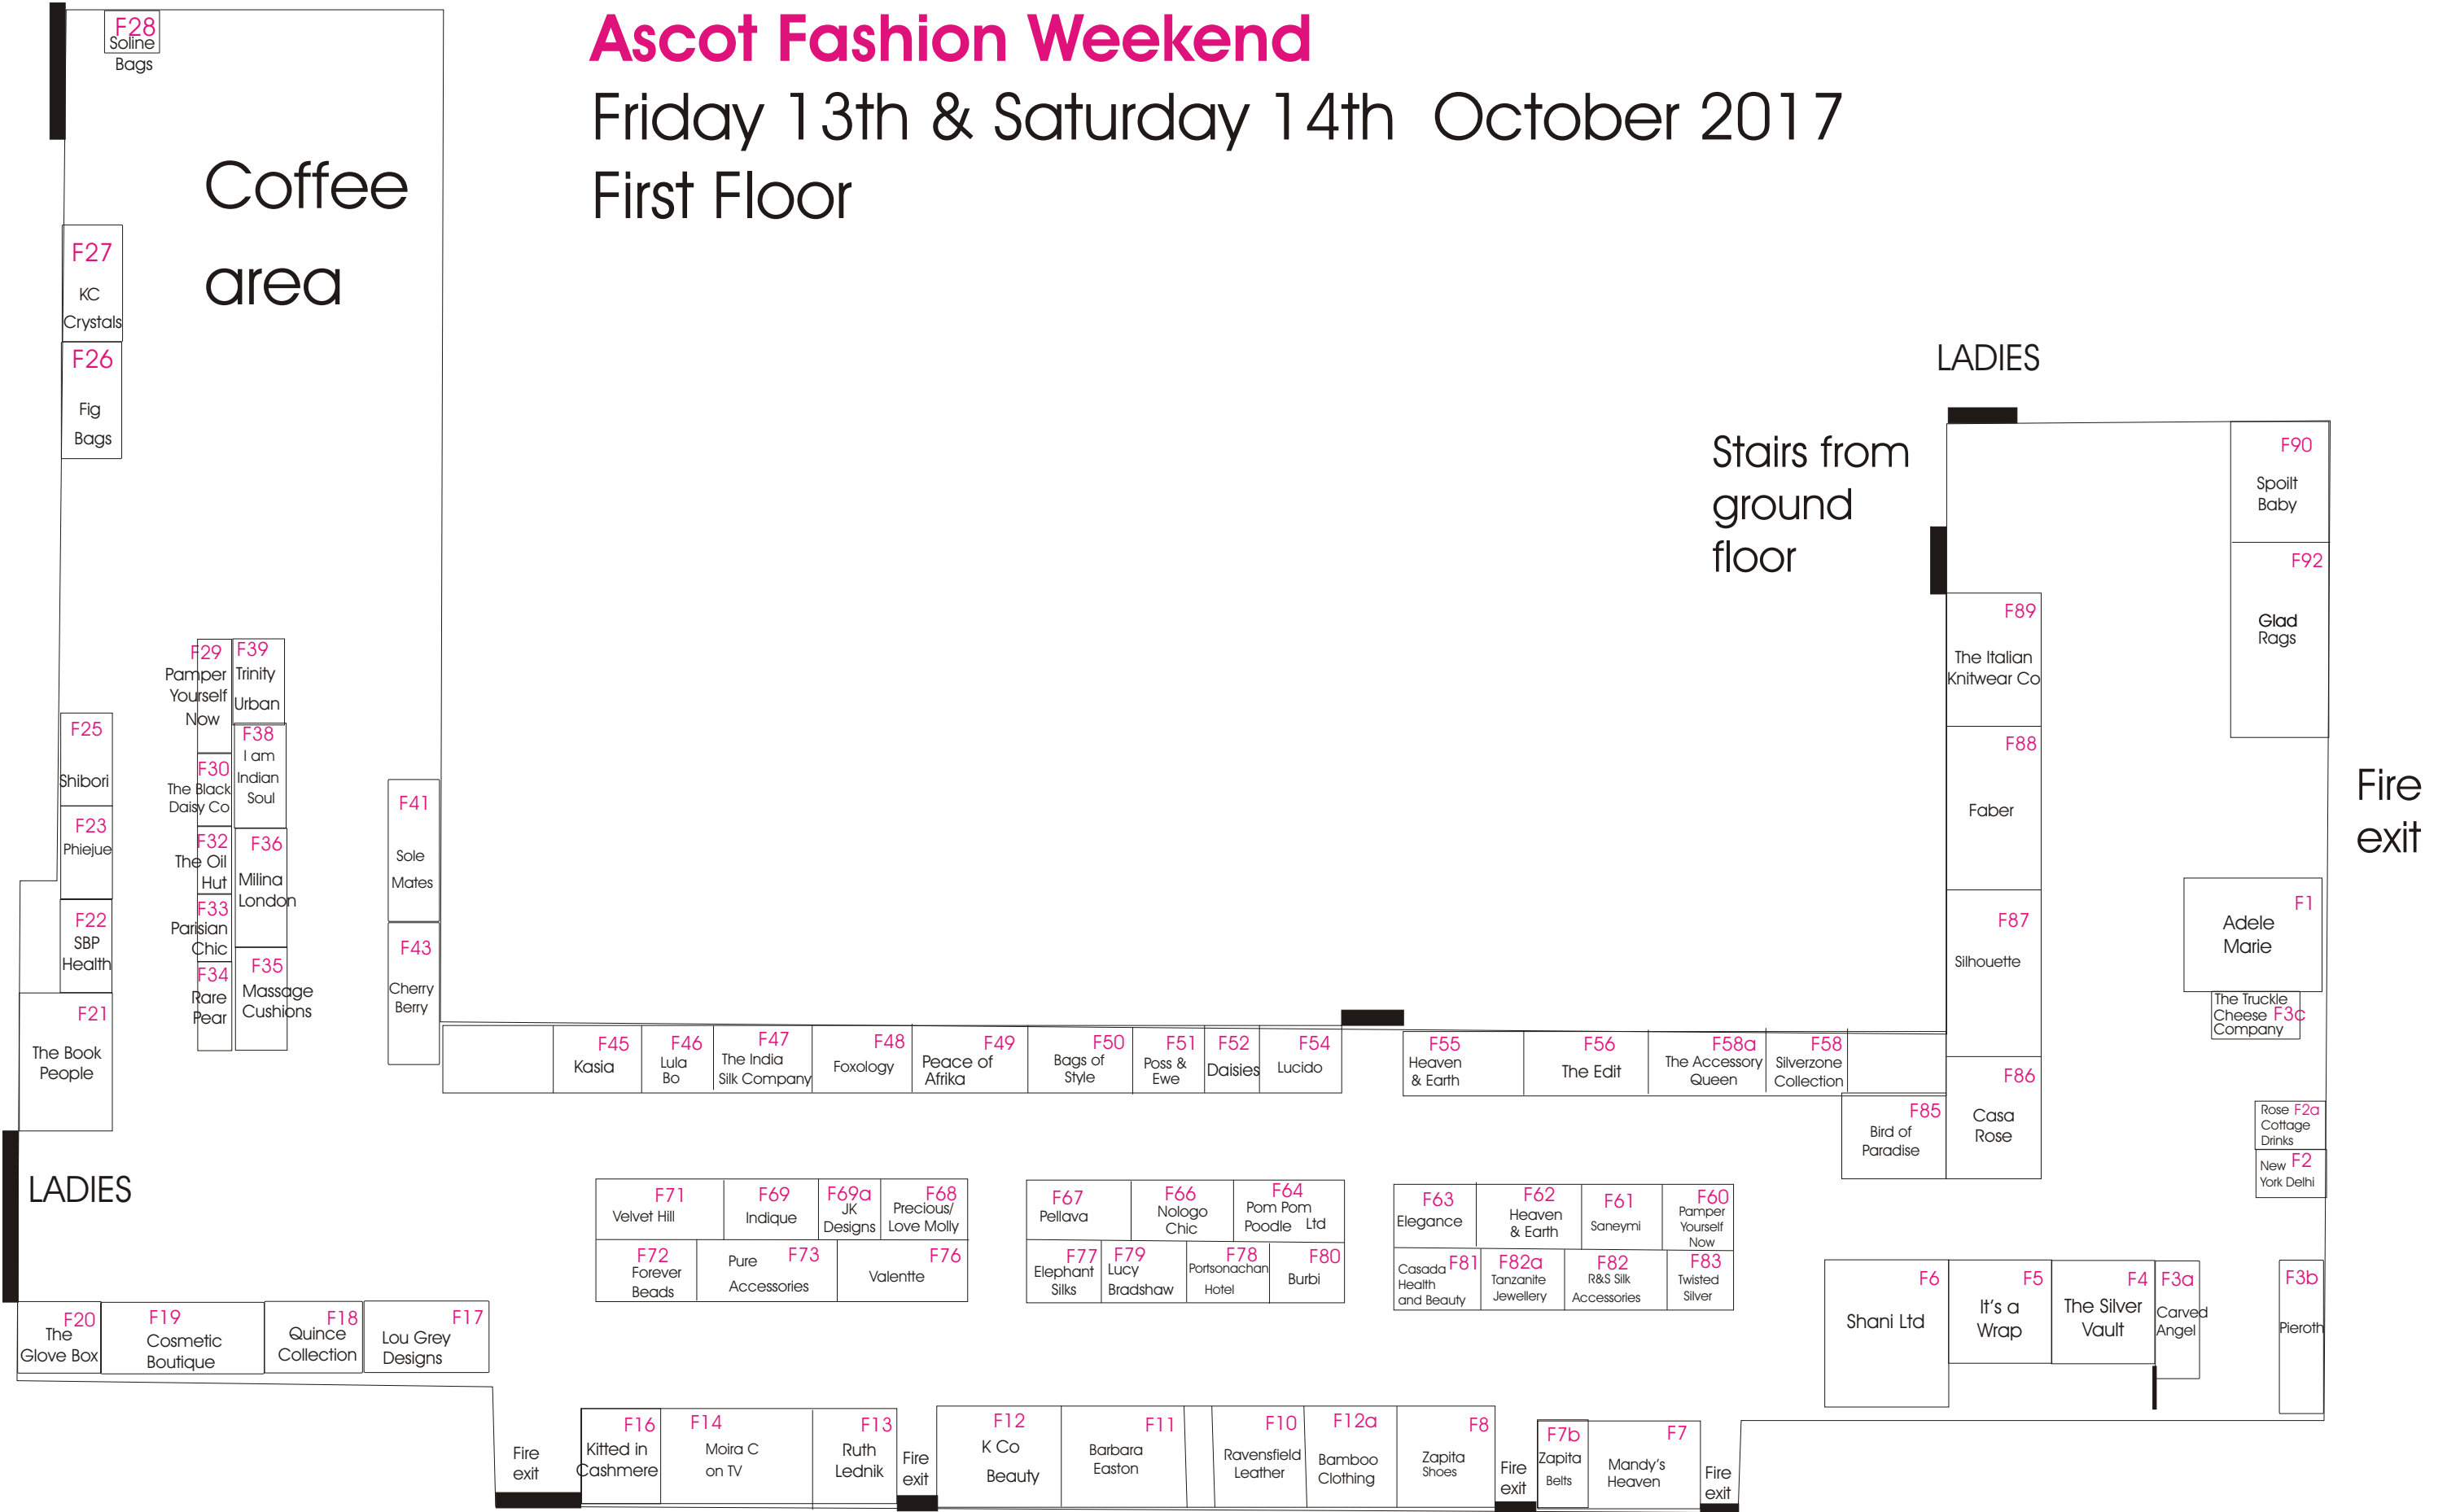 Ascot Fashion Weekend
Friday 13th & Saturday 14th October 2017
First Floor
F28
Soline
Bags
Coffee
area
F27
KC
Crystals
F26
Fig
Bags
LADIES
Stairs from
ground
floor
F90
Spoilt
Baby
F92
Glad
Rags
F89
The Italian
Knitwear Co
F88
Faber
F87
Silhouette
F86
Casa
Rose
F85
Bird of
Paradise
Fire
exit
F1
Adele
Marie
The Truckle
Cheese F3c
Company
Rose F2a
Cottage
Drinks
New F2
York Delhi
F29
Pamper
Yourself
Now
F39
Trinity
Urban
F38
I am
Indian
Soul
F30
The Black
Daisy Co
F32
The Oil
Hut
F36
Milina
London
F33
Parisian
Chic
F34
Rare
Pear
F35
Massage
Cushions
F25
Shibori
F23
Phiejue
F22
SBP
Health
F21
The Book
People
F41
Sole
Mates
F43
Cherry
Berry
F45
Kasia
F46
Lula
Bo
F47
The India
Silk Company
F48
Foxology
F49
Peace of
Afrika
F50
Bags of
Style
F51
Poss &
Ewe
F52
Daisies
F54
Lucido
F55
Heaven
& Earth
F56
The Edit
F58a
The Accessory
Queen
F58
Silverzone
Collection
LADIES
F71
Velvet Hill
F69
Indique
F69a
JK
Designs
F68
Precious/
Love Molly
F72
Forever
Beads
Pure F73
Accessories
F76
Valentte
F67
Pellava
F66
Nologo
Chic
F64
Pom Pom
Poodle Ltd
F77
Elephant
Silks
F79
Lucy
Bradshaw
F78
Portsonachan
Hotel
F80
Burbi
F63
Elegance
F62
Heaven
& Earth
F61
Saneymi
F60
Pamper
Yourself
Now
Casada F81
Health
and Beauty
F82a
Tanzanite
Jewellery
F82
R&S Silk
Accessories
F83
Twisted
Silver
F6
Shani Ltd
F5
It's a
Wrap
F4
The Silver
Vault
F3a
Carved
Angel
F3b
Pieroth
F20
The
Glove Box
F19
Cosmetic
Boutique
F18
Quince
Collection
F17
Lou Grey
Designs
Fire
exit
F16
Kitted in
Cashmere
F14
Moira C
on TV
F13
Ruth
Lednik
Fire
exit
F12
K Co
Beauty
F11
Barbara
Easton
F10
Ravensfield
Leather
F12a
Bamboo
Clothing
F8
Zapita
Shoes
Fire
exit
F7b
Zapita
Belts
F7
Mandy's
Heaven
Fire
exit